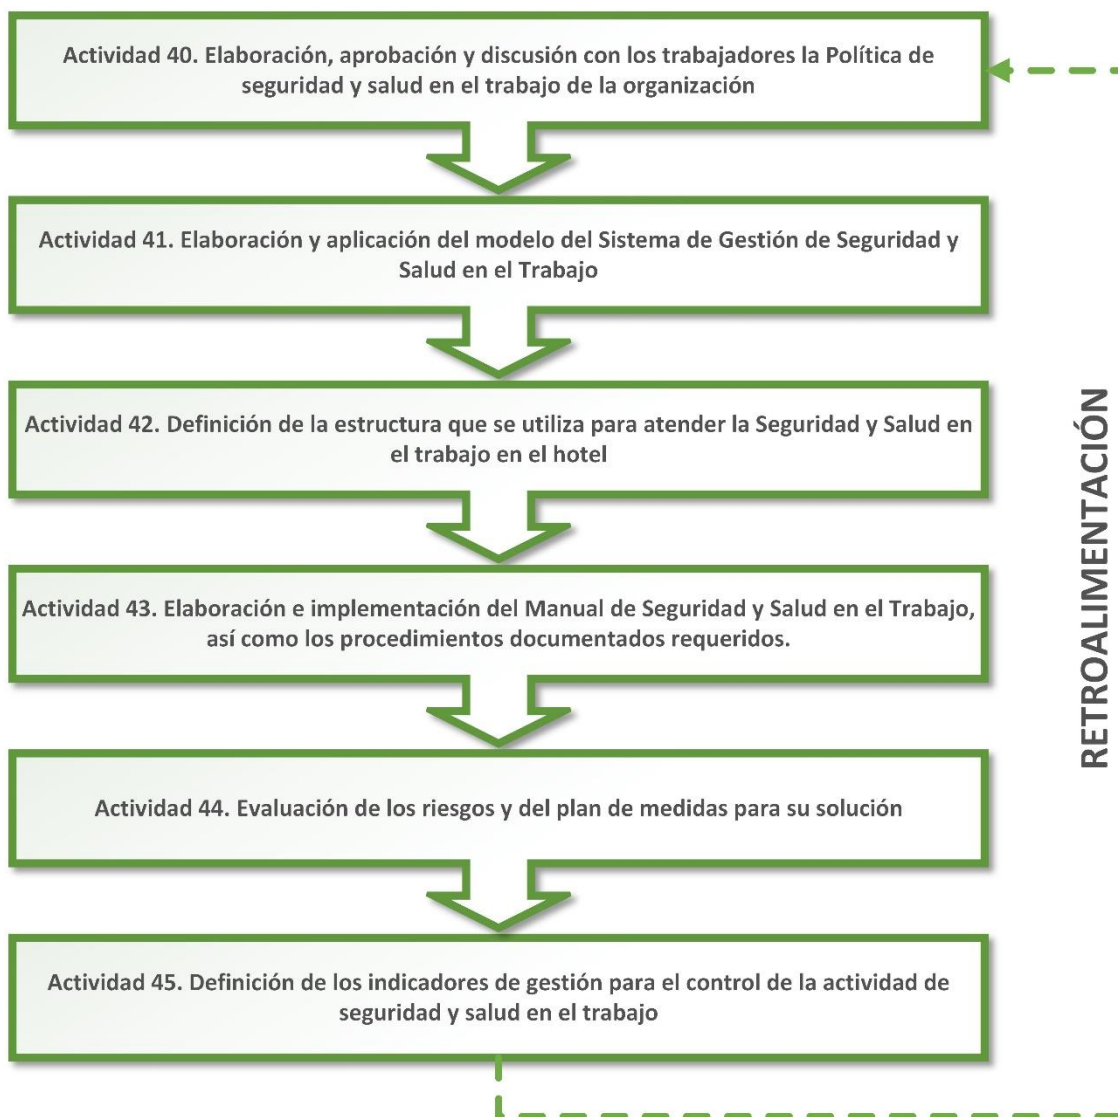 Actividad 40. Elaboración, aprobación y discusión con los trabajadores la Política de
seguridad y salud en el trabajo de la organización
Actividad 41. Elaboración y aplicación del modelo del Sistema de Gestión de Seguridad y
Salud en el Trabajo
Actividad 42. Definición de la estructura que se utiliza para atender la Seguridad y Salud en
el trabajo en el hotel
Actividad 43. Elaboración e implementación del Manual de Seguridad y Salud en el Trabajo,
así como los procedimientos documentados requeridos.
Actividad 44. Evaluación de los riesgos y del plan de medidas para su solución
Actividad 45. Definición de los indicadores de gestión para el control de la actividad de
seguridad y salud en el trabajo
RETROALIMENTACIÓN